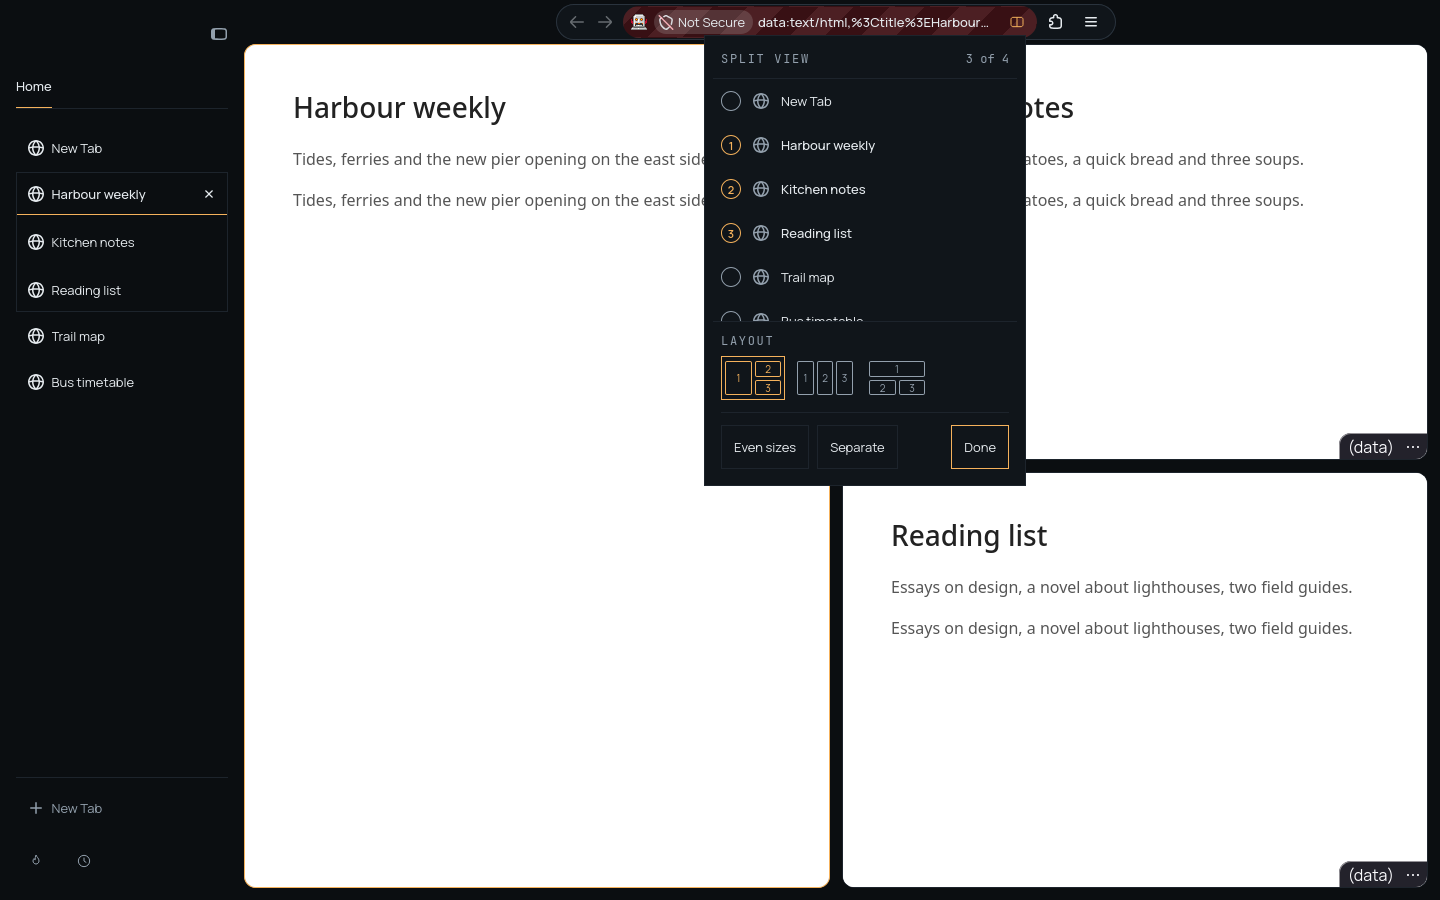 Not Secure data:text/html,%3Ctitle%3EHarbour...
Home
New Tab
Harbour weekly
Kitchen notes
Reading list
Trail map
Bus timetable
New Tab
Harbour weekly
Tides, ferries and the new pier opening on the east side
Tides, ferries and the new pier opening on the east side
SPLIT VIEW 3 of 4
New Tab
1 Harbour weekly
2 Kitchen notes
3 Reading list
Trail map
Bus timetable
LAYOUT
1 2 3
1 2 3
1 2 3
Even sizes Separate Done
otes
atoes, a quick bread and three soups.
atoes, a quick bread and three soups.
(data) ...
Reading list
Essays on design, a novel about lighthouses, two field guides.
Essays on design, a novel about lighthouses, two field guides.
(data) ...